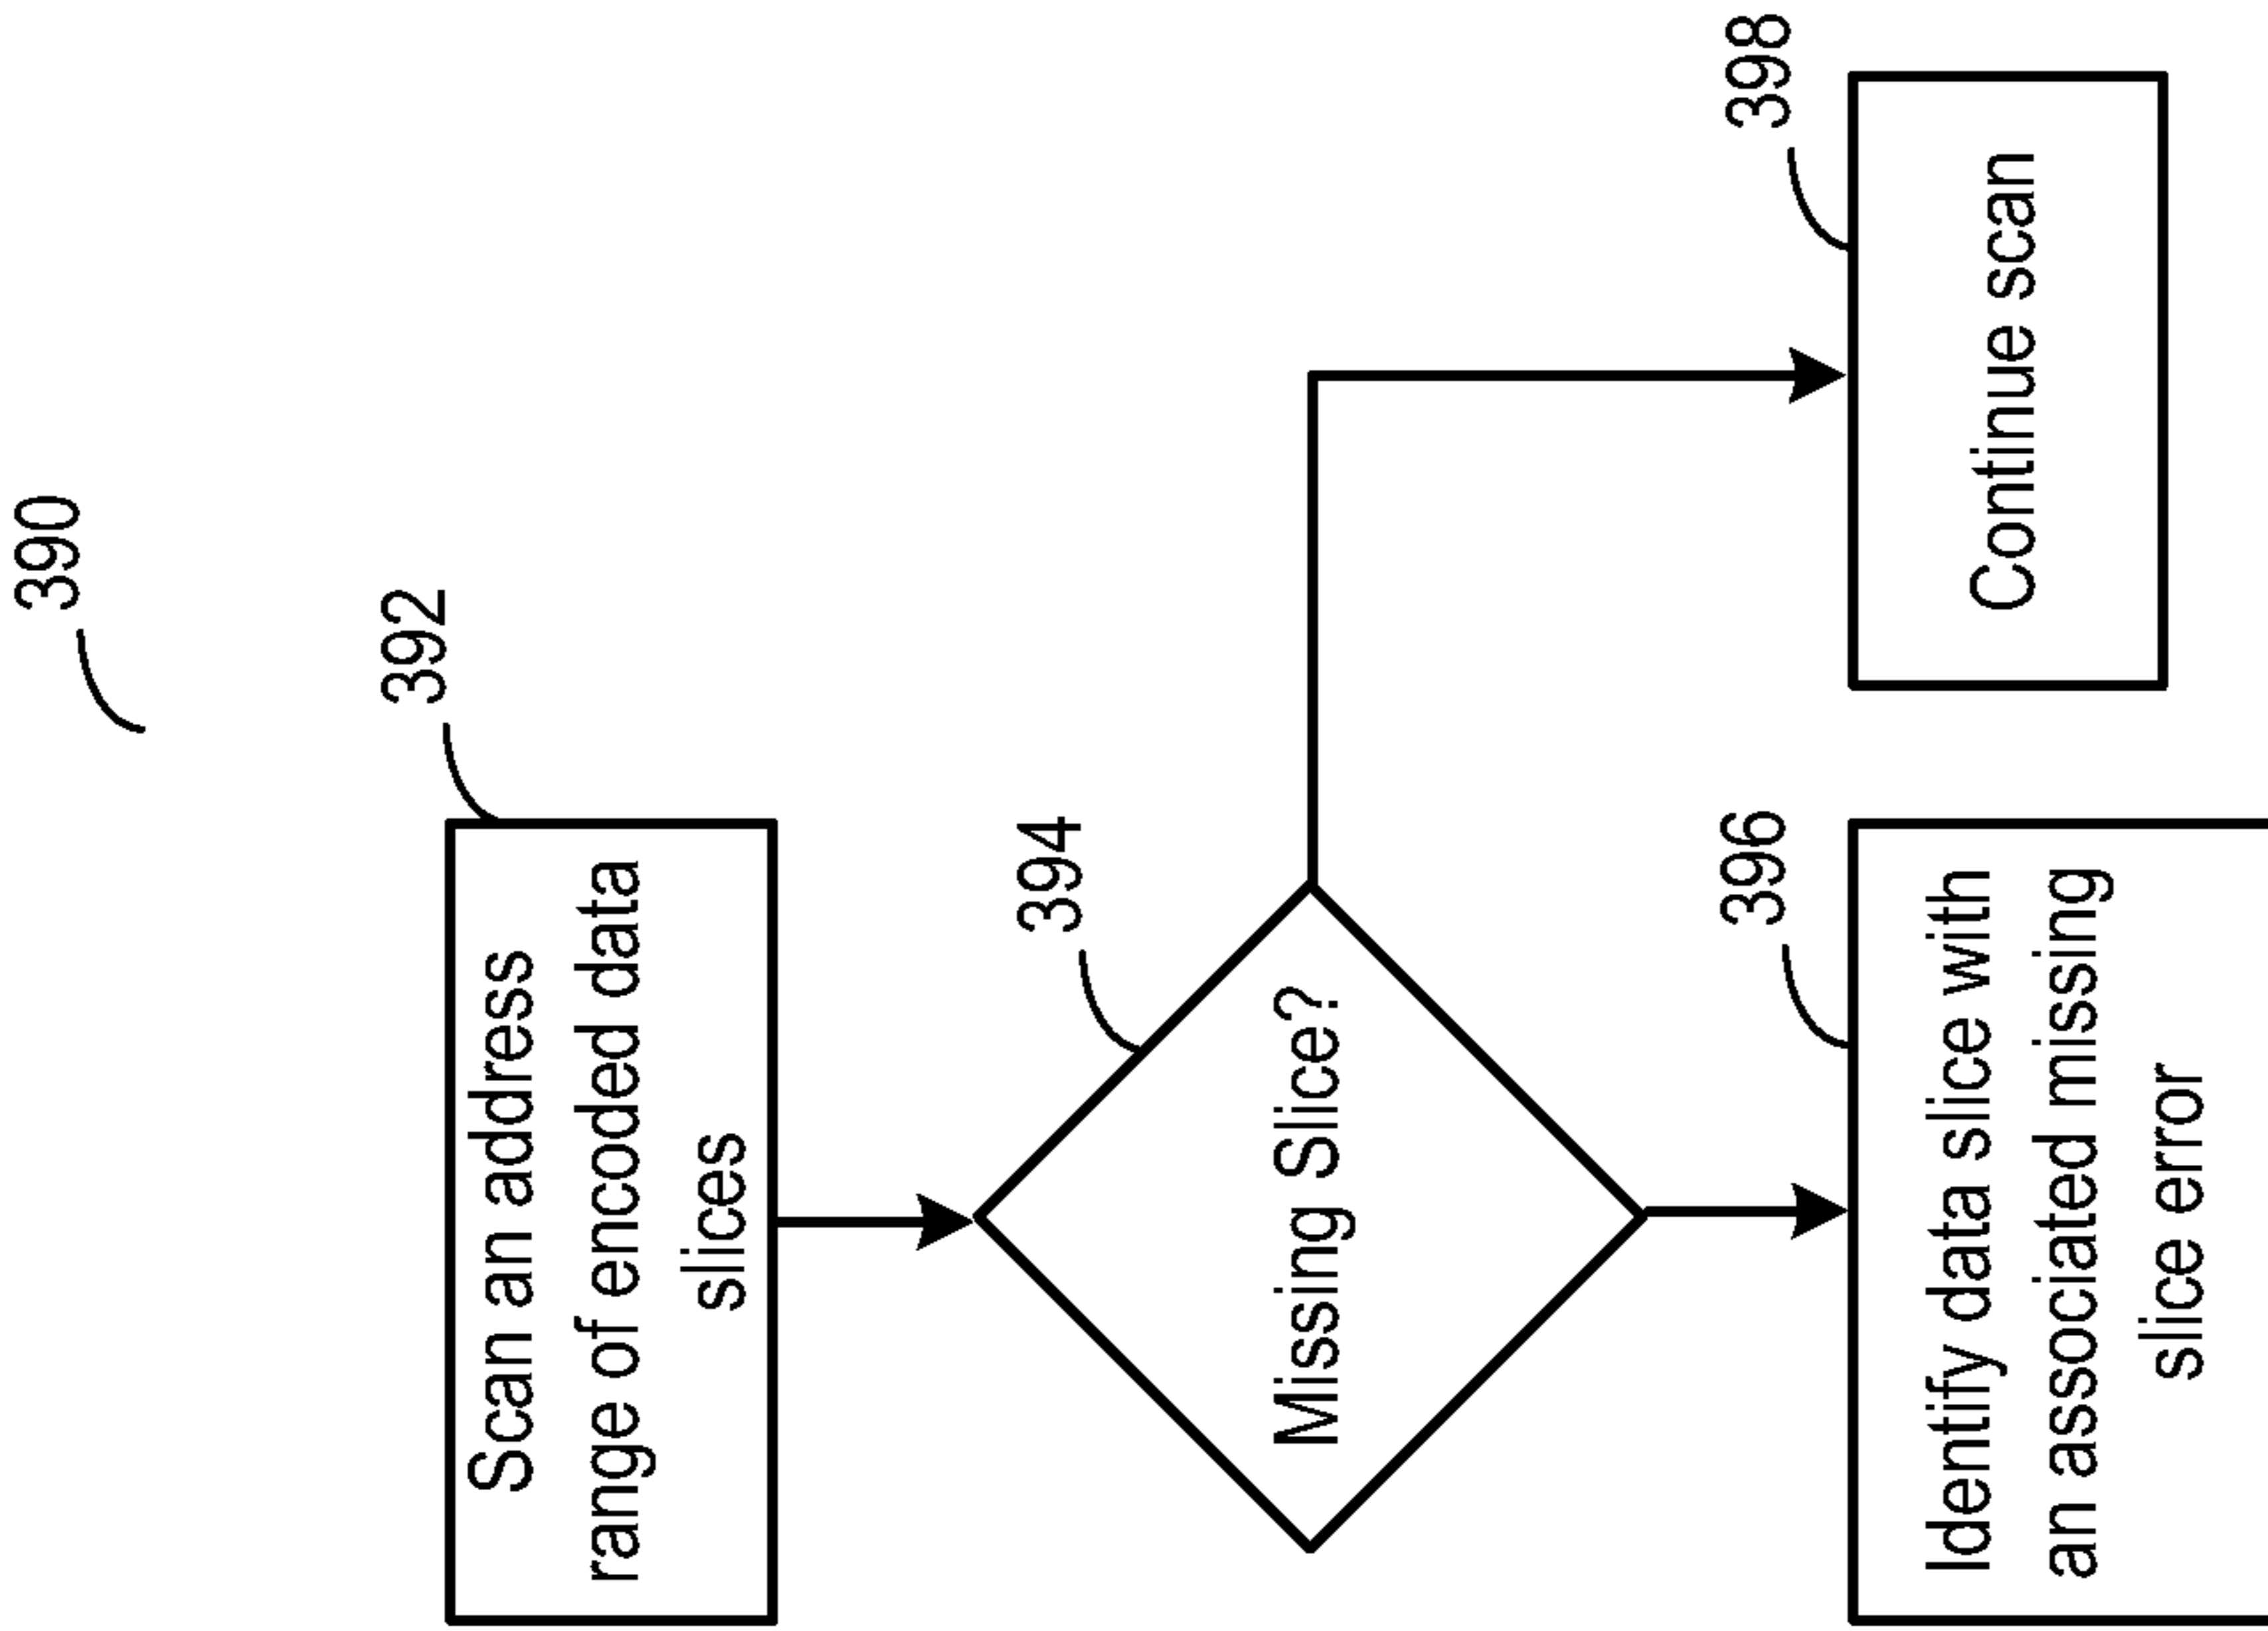 390
392
Scan an address
range of encoded data
slices
394
Missing Slice?
396
Identify data slice with
an associated missing
slice error
398
Continue scan